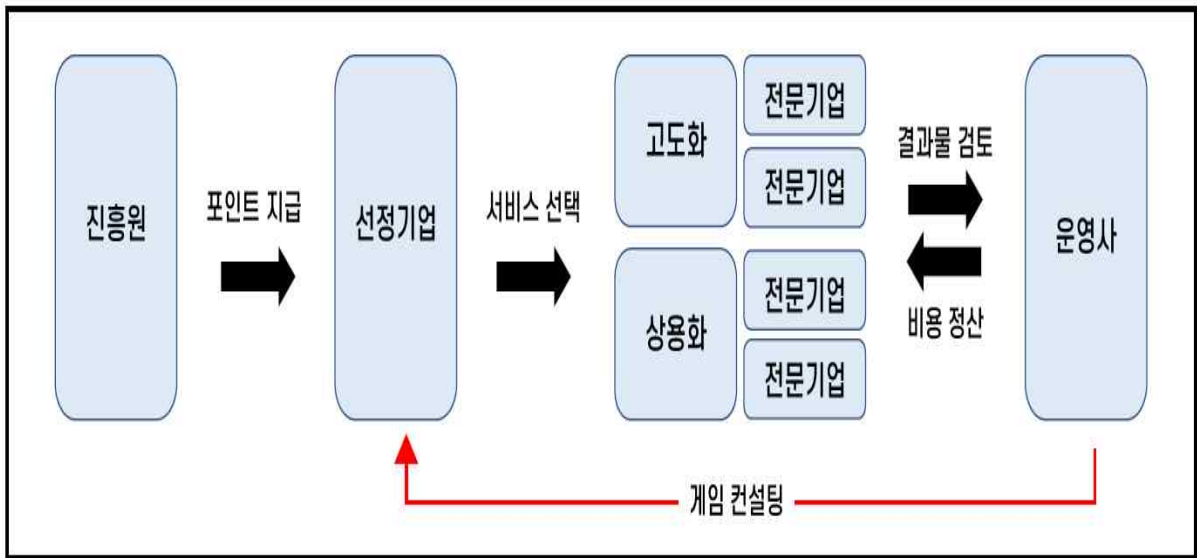 진흥원
포인트 지급
선정기업
서비스 선택
고도화
전문기업
전문기업
상용화
전문기업
전문기업
결과물 검토
비용 정산
운영사
게임 컨설팅